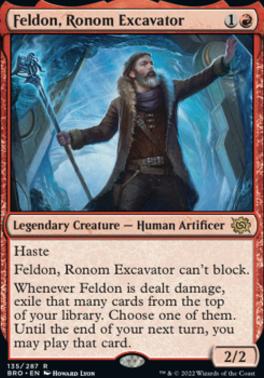 Feldon, Ronom Excavator 1
Legendary Creature — Human Artificer
Haste
Feldon, Ronom Excavator can't block.
Whenever Feldon is dealt damage,
exile that many cards from the top
of your library. Choose one of them.
Until the end of your next turn, you
may play that card.
2/2
135/287 R
BRO • EN Howard Lyon
™ & © 2022 Wizards of the Coast